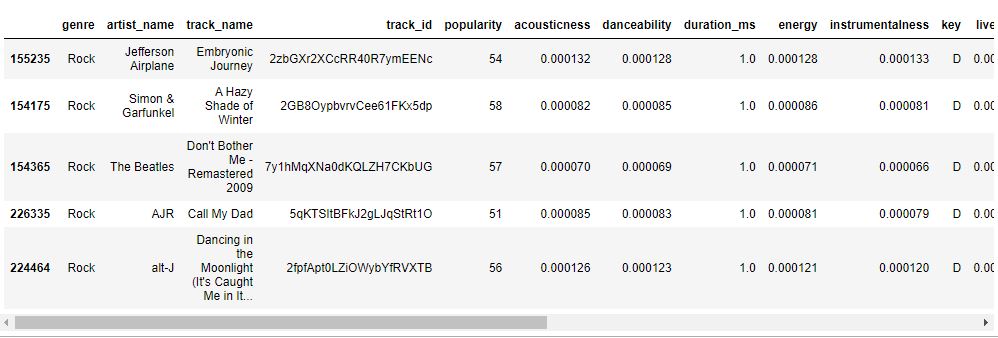 genre artist_name track_name track_id popularity acousticness danceability duration_ms energy instrumentalness key live
155235 Rock Jefferson Airplane Embryonic Journey 2zbGXr2XCcRR40R7ymEENc 54 0.000132 0.000128 1.0 0.000128 0.000133 D 0.00
154175 Rock Simon & Garfunkel A Hazy Shade of Winter 2GB8OypbvrvCee61FKx5dp 58 0.000082 0.000085 1.0 0.000086 0.000081 D 0.00
154365 Rock The Beatles Don't Bother Me - Remastered 2009 7y1hMqXNa0dKQLZH7CKbUG 57 0.000070 0.000069 1.0 0.000071 0.000066 D 0.00
226335 Rock AJR Call My Dad 5qKTSItBFkJ2gLJqStRt1O 51 0.000085 0.000083 1.0 0.000081 0.000079 D 0.00
224464 Rock alt-J Dancing in the Moonlight (It's Caught Me in It... 2fpfApt0LZiOWybYfRVXTB 56 0.000126 0.000123 1.0 0.000121 0.000120 D 0.00